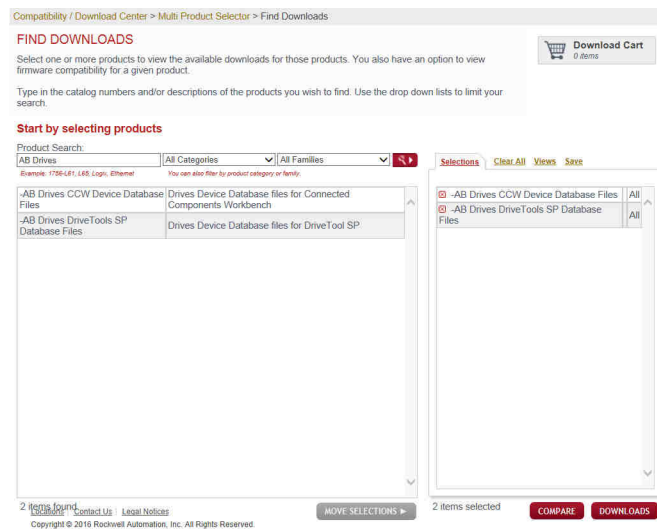 Compatibility / Download Center > Multi Product Selector > Find Downloads
FIND DOWNLOADS
Select one or more products to view the available downloads for those products. You also have an option to view
firmware compatibility for a given product.
Type in the catalog numbers and/or descriptions of the products you wish to find. Use the drop down lists to limit your
search.
Download Cart
0 items
Start by selecting products
Product Search:
AB Drives
All Categories
All Families
Example: 1756-L61, L65, Logix, Ethernet
You can also filter by product category or family.
-AB Drives CCW Device Database Files
Drives Device Database files for Connected Components Workbench
-AB Drives DriveTools SP Database Files
Drives Device Database files for DriveTool SP
2 items found.
MOVE SELECTIONS
Selections Clear All Views Save
-AB Drives CCW Device Database Files All
-AB Drives DriveTools SP Database Files All
2 items selected
COMPARE
DOWNLOADS
Locations Contact Us Legal Notices
Copyright © 2016 Rockwell Automation, Inc. All Rights Reserved.